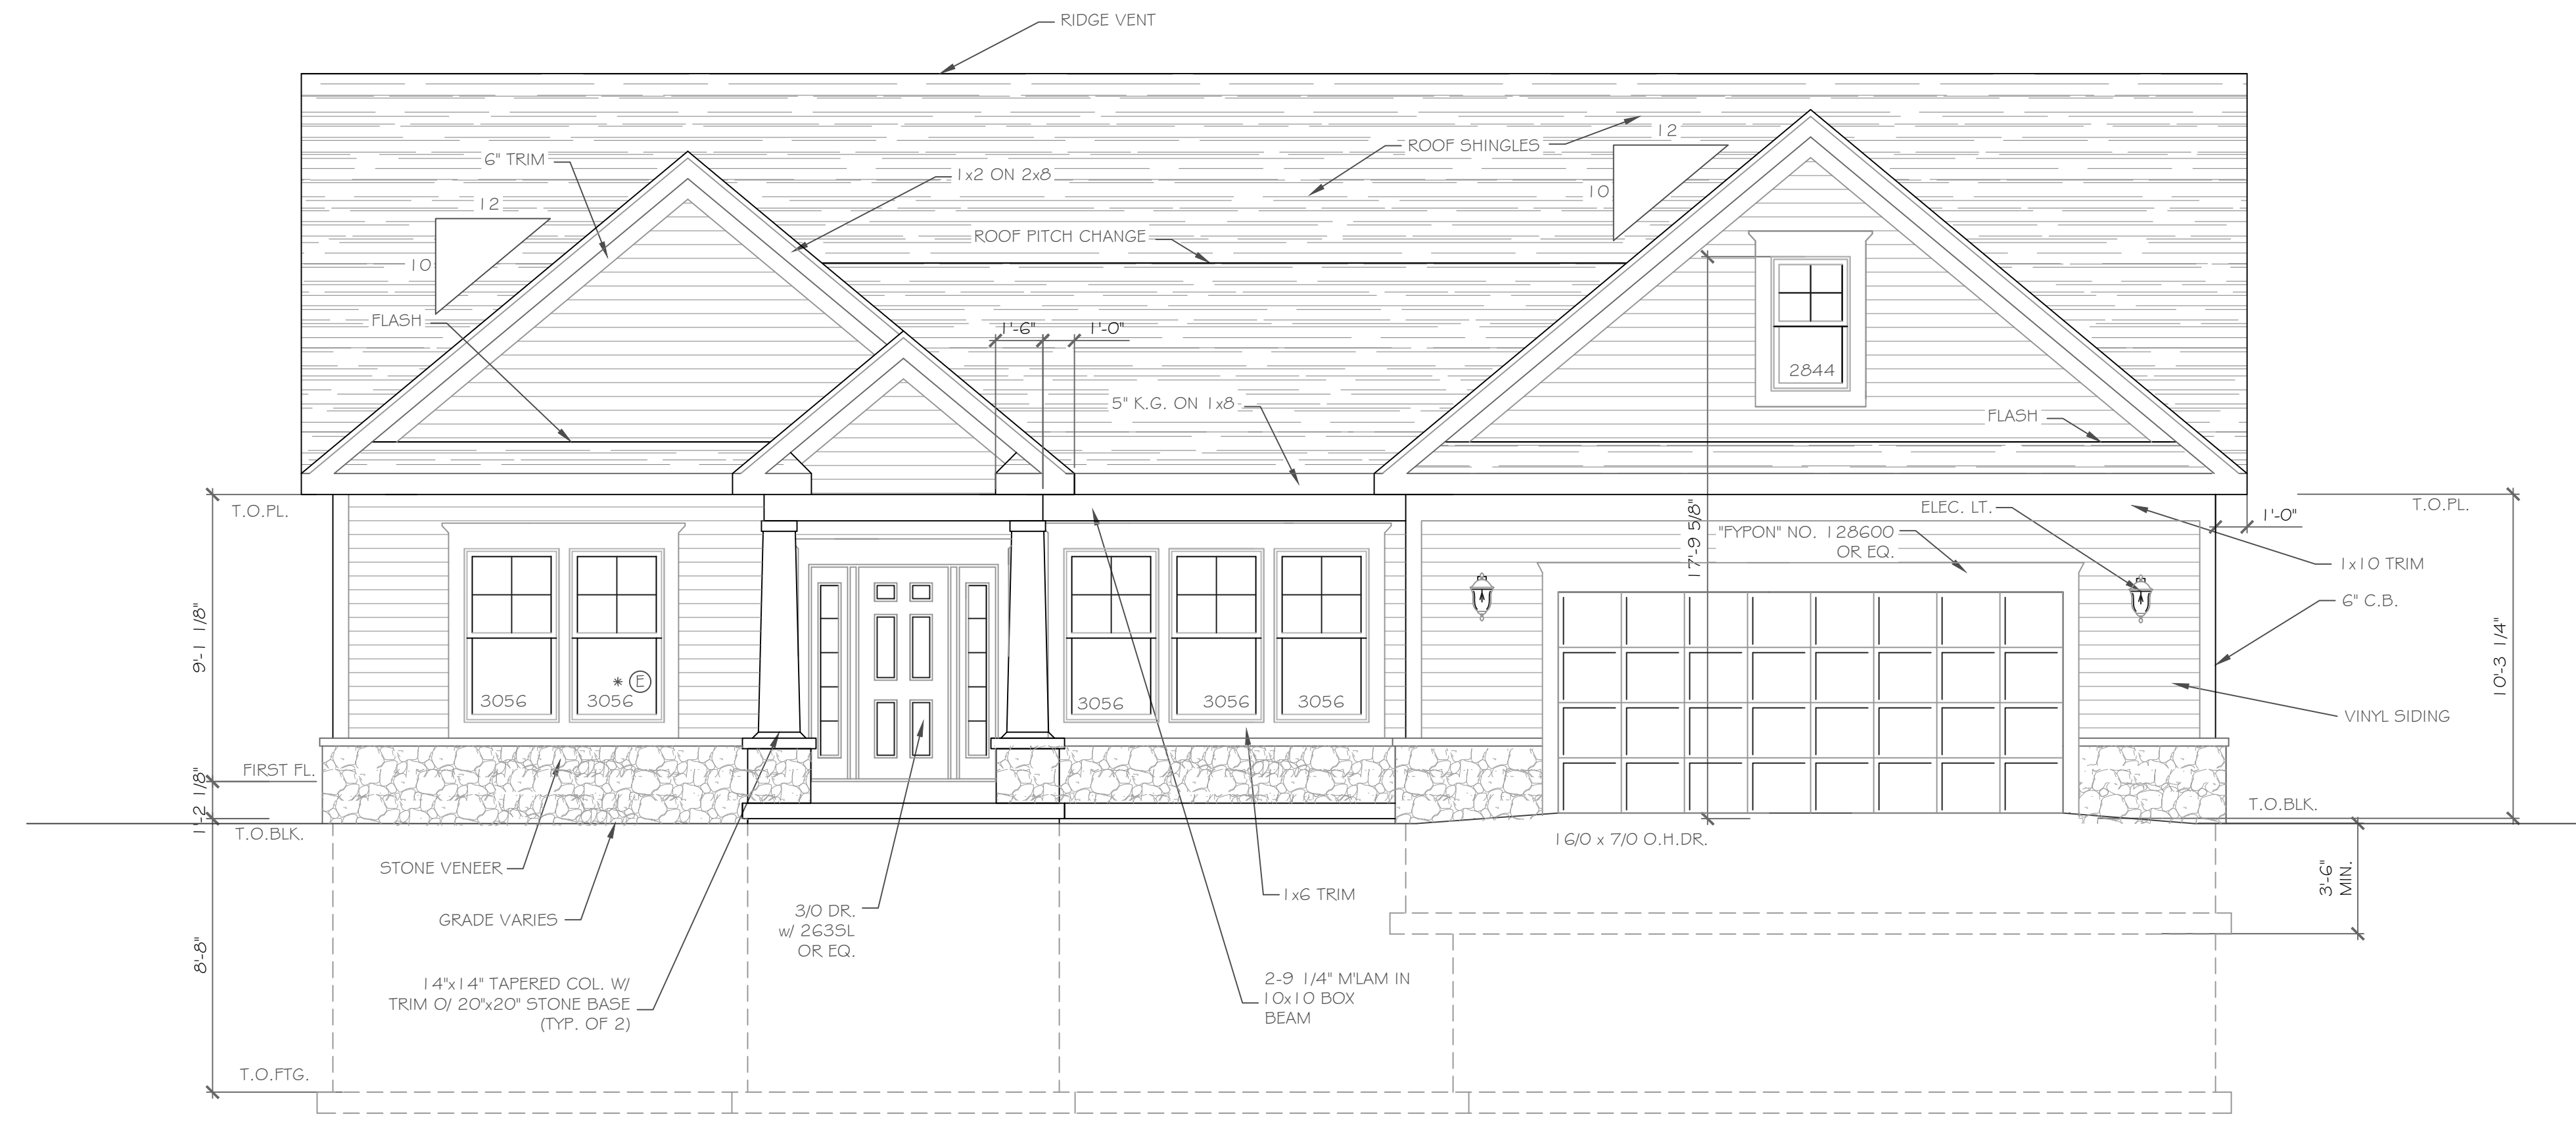 RIDGE VENT
12
ROOF SHINGLES
6" TRIM
1x2 ON 2x8
10
12
ROOF PITCH CHANGE
10
FLASH
1'-6"
1'-0"
2844
5" K.G. ON 1x8
FLASH
T.O.PL.
ELEC. LT.
T.O.PL.
1'-0"
"FYPON" NO. 128600
OR EQ.
17'-9 5/8"
1x10 TRIM
6" C.B.
9'-1 1/8"
10'-3 1/4"
* E
3056
3056
3056
3056
3056
VINYL SIDING
FIRST FL.
1'-2 1/8"
T.O.BLK.
T.O.BLK.
16/0 x 7/0 O.H.DR.
STONE VENEER
3'-6"
MIN.
1x6 TRIM
GRADE VARIES
3/0 DR.
w/ 263SL
OR EQ.
8'-8"
14"x14" TAPERED COL. W/
TRIM O/ 20"x20" STONE BASE
(TYP. OF 2)
2-9 1/4" M'LAM IN
10x10 BOX
BEAM
T.O.FTG.